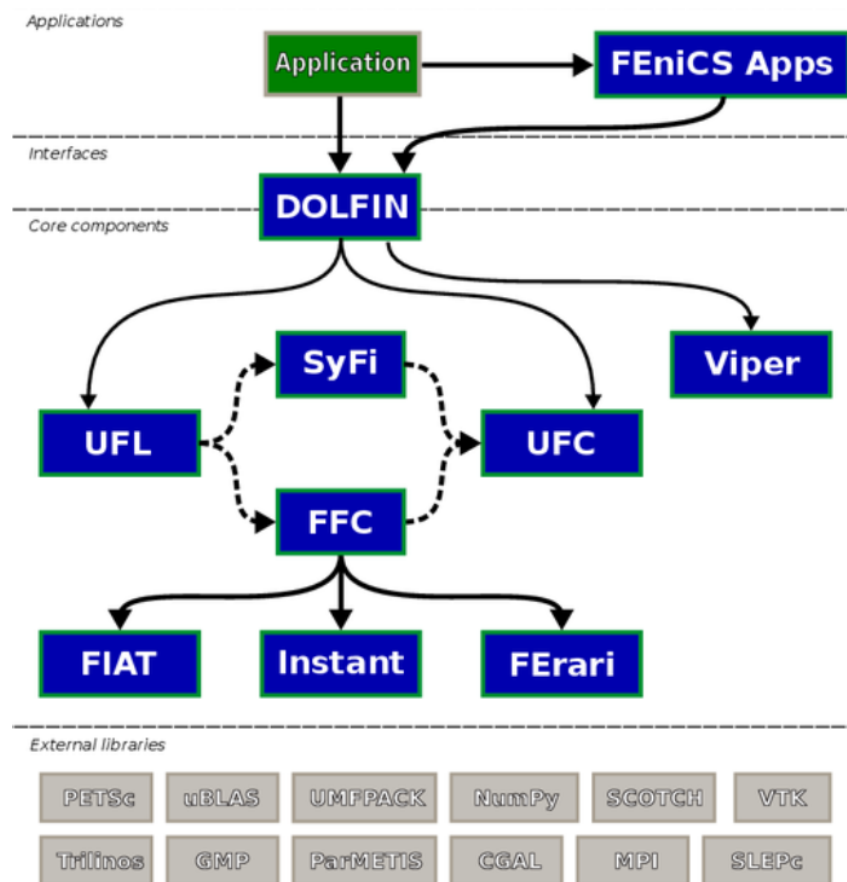 Applications
Application
FEniCS Apps
Interfaces
DOLFIN
Core components
SyFi
Viper
UFL
UFC
FFC
FIAT
Instant
FErari
External libraries
PETSc
uBLAS
UMFPACK
NumPy
SCOTCH
VTK
Trilinos
GMP
ParMETIS
CGAL
MPI
SLEPc